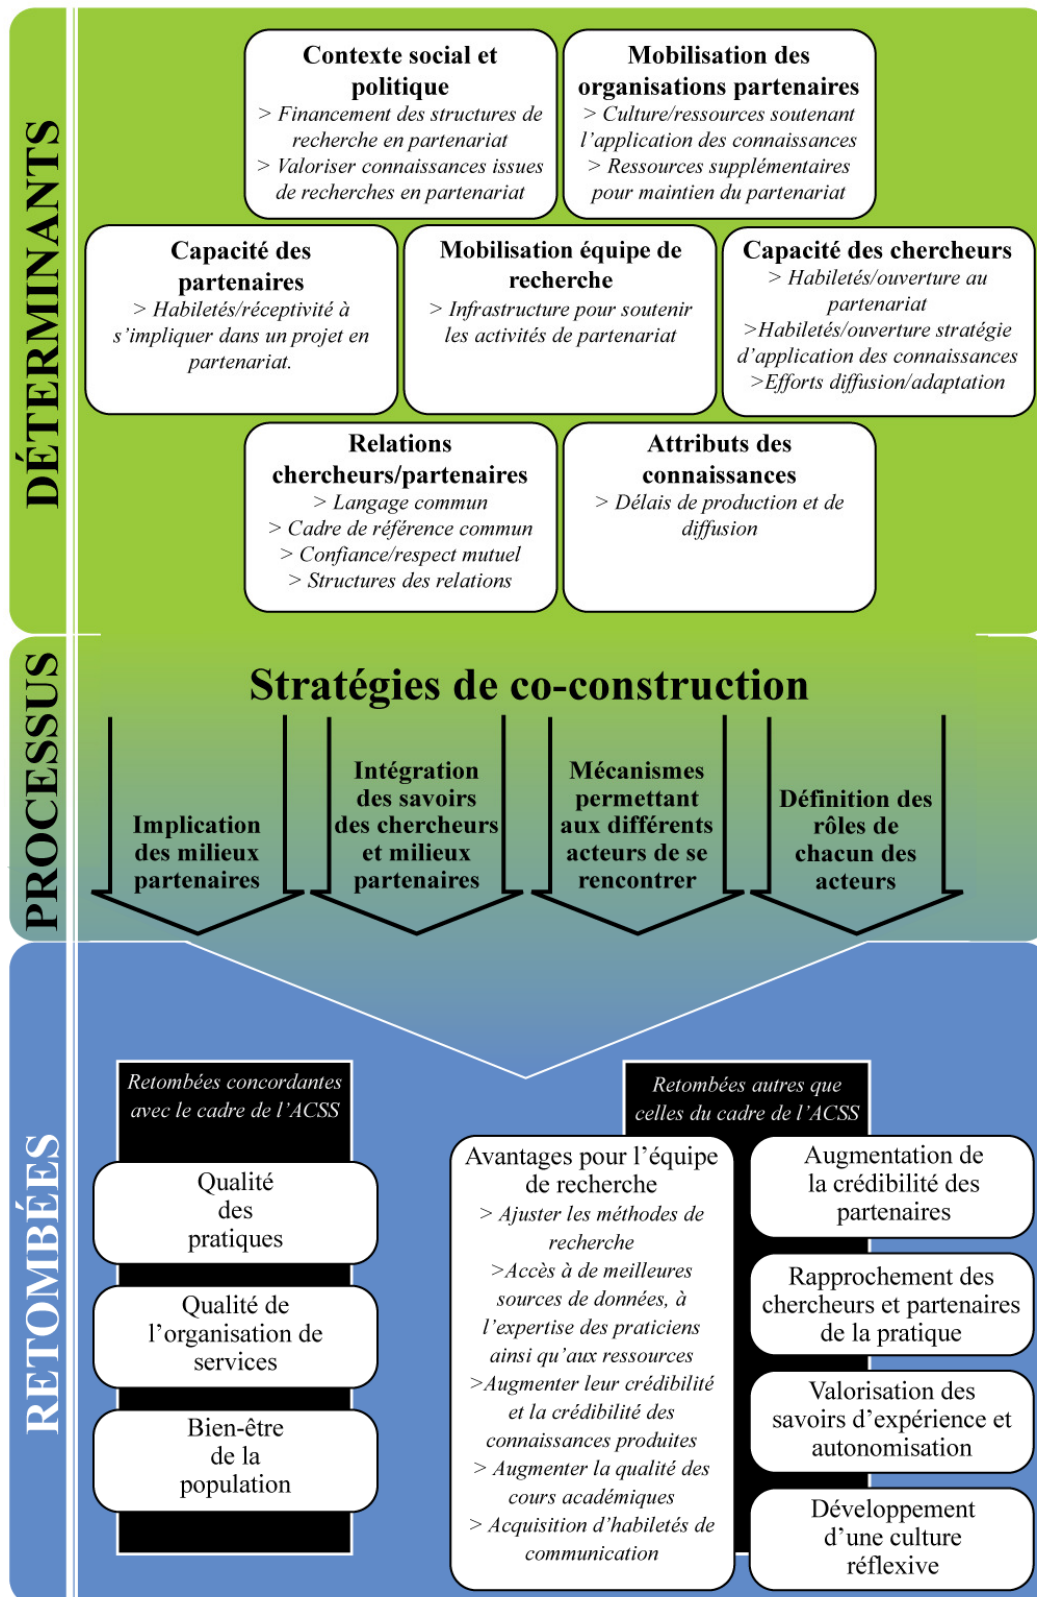 DÉTERMINANTS
Contexte social et
politique
> Financement des structures de
recherche en partenariat
> Valoriser connaissances issues
de recherches en partenariat
Mobilisation des
organisations partenaires
> Culture/ressources soutenant
l’application des connaissances
> Ressources supplémentaires
pour maintien du partenariat
Capacité des
partenaires
> Habiletés/réceptivité à
s’impliquer dans un projet en
partenariat.
Mobilisation équipe de
recherche
> Infrastructure pour soutenir
les activités de partenariat
Capacité des chercheurs
> Habiletés/ouverture au
partenariat
>Habiletés/ouverture stratégie
d’application des connaissances
>Efforts diffusion/adaptation
Relations
chercheurs/partenaires
> Langage commun
> Cadre de référence commun
> Confiance/respect mutuel
> Structures des relations
Attributs des
connaissances
> Délais de production et de
diffusion
PROCESSUS
Stratégies de co-construction
Implication
des milieux
partenaires
Intégration
des savoirs
des chercheurs
et milieux
partenaires
Mécanismes
permettant
aux différents
acteurs de se
rencontrer
Définition des
rôles de
chacun des
acteurs
RETOMBÉES
Retombées concordantes
avec le cadre de l’ACSS
Qualité
des
pratiques
Qualité de
l’organisation de
services
Bien-être
de la
population
Retombées autres que
celles du cadre de l’ACSS
Avantages pour l’équipe
de recherche
> Ajuster les méthodes de
recherche
>Accès à de meilleures
sources de données, à
l’expertise des praticiens
ainsi qu’aux ressources
>Augmenter leur crédibilité
et la crédibilité des
connaissances produites
> Augmenter la qualité des
cours académiques
> Acquisition d’habiletés de
communication
Augmentation de
la crédibilité des
partenaires
Rapprochement des
chercheurs et partenaires
de la pratique
Valorisation des
savoirs d’expérience et
autonomisation
Développement
d’une culture
réflexive